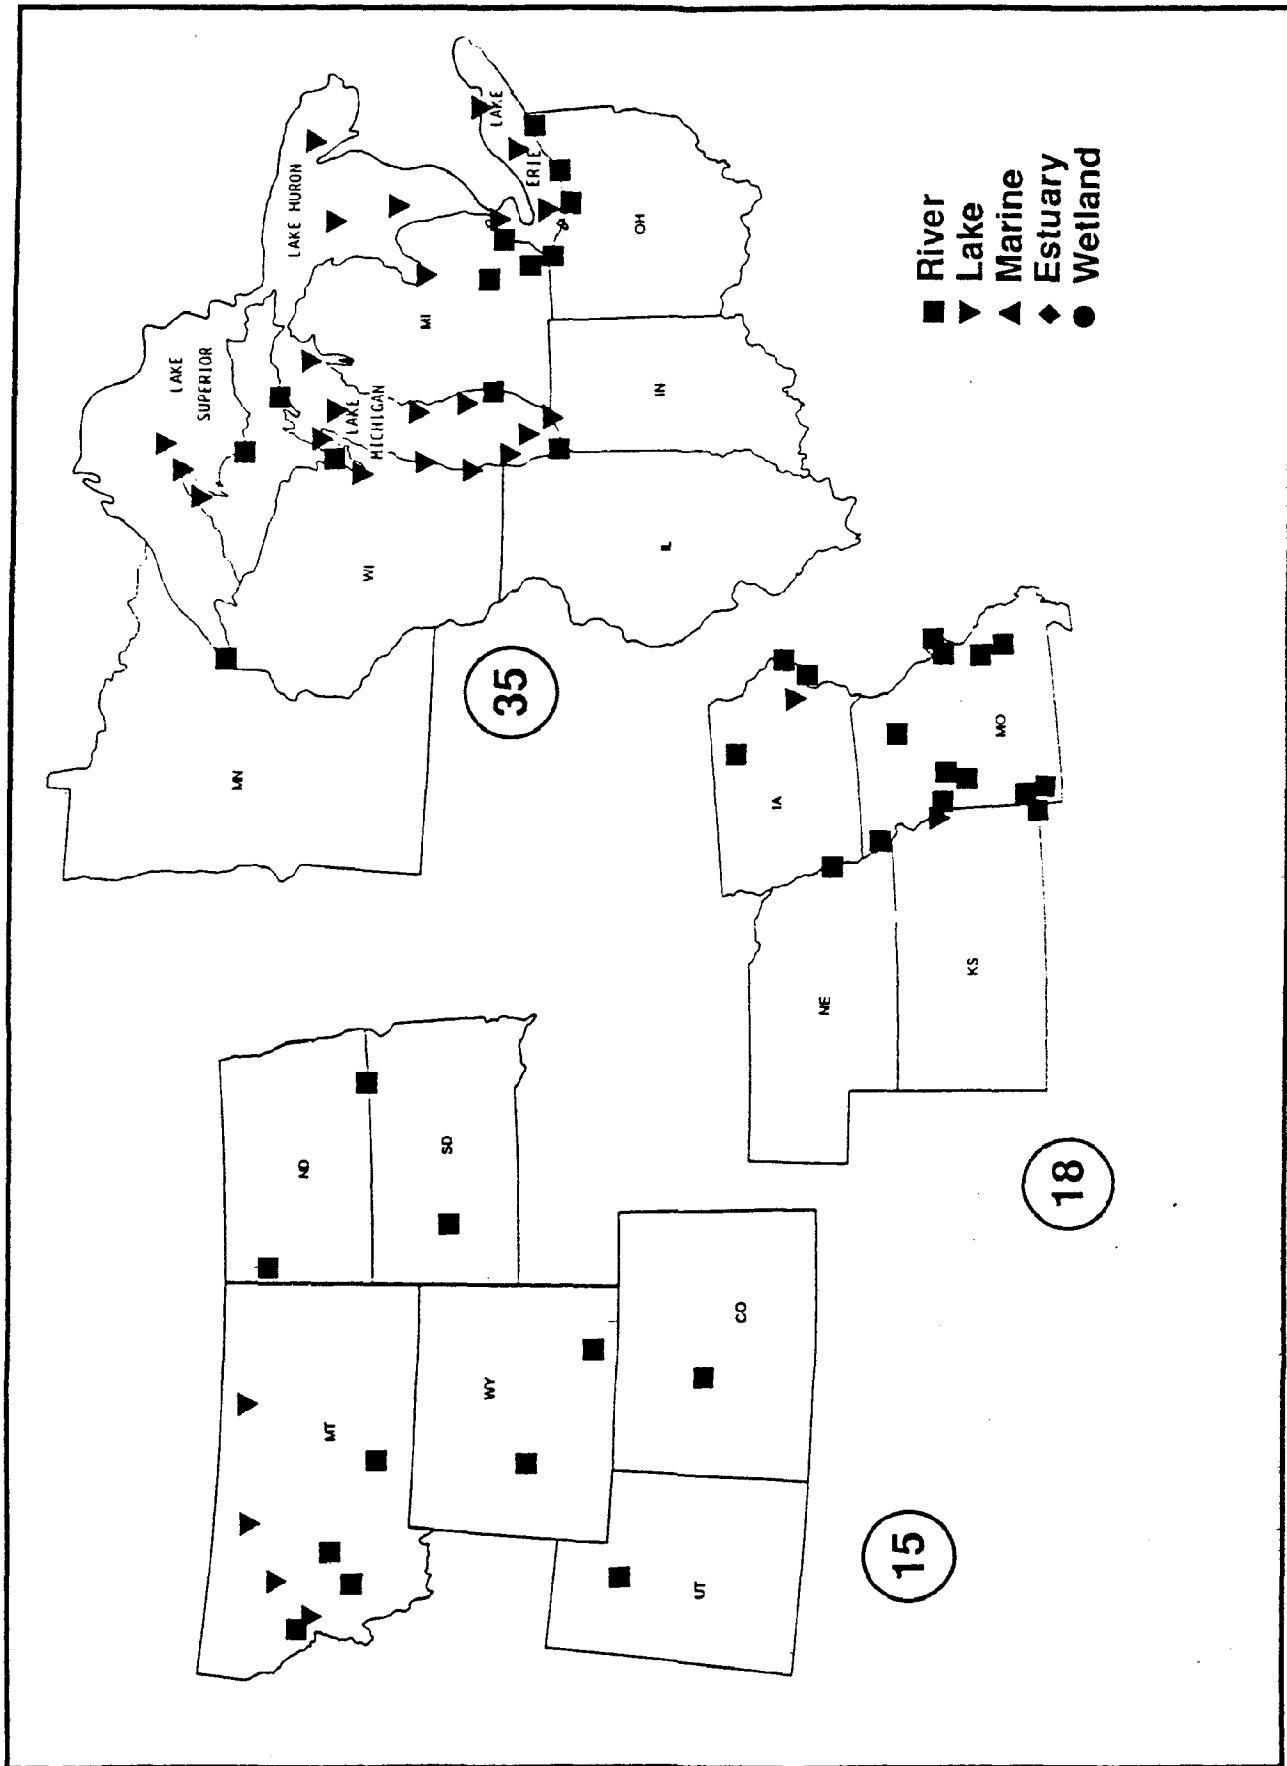 LAKE
SUPERIOR
LAKE HURON
LAKE
MICHIGAN
LAKE
ERIE
MN
WI
MI
IL
IN
OH
35
ND
SD
MT
WY
UT
CO
15
IA
NE
KS
MO
18
River
Lake
Marine
Estuary
Wetland